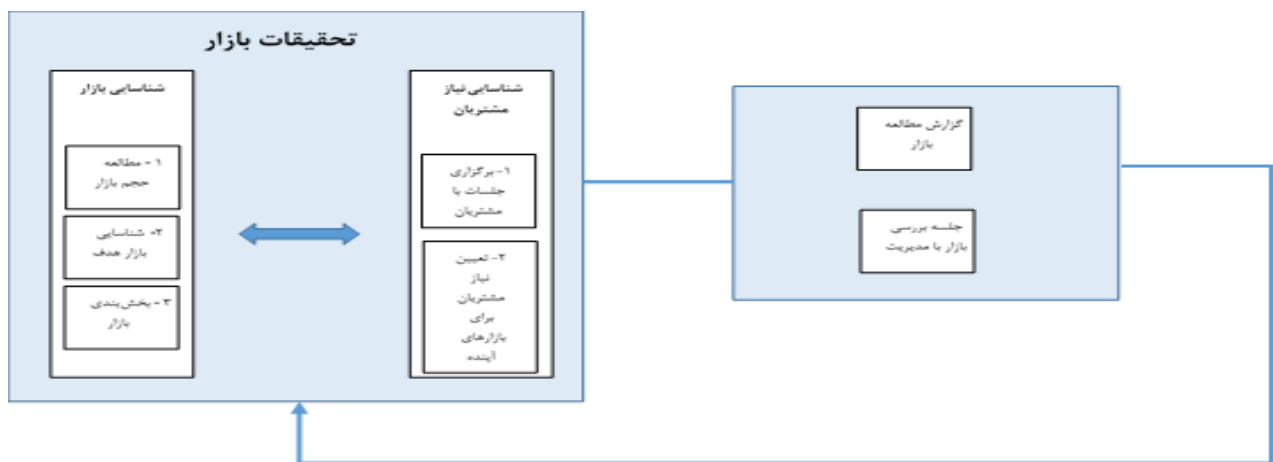 تحقیقات بازار
شناسایی نیاز
مشتریان
۱-برگزاری
جلسات با
مشتریان
۲- تعیین
نیاز
مشتریان
برای
بازارهای
آینده
شناسایی بازار
۱ - مطالعه
حجم بازار
۲- شناسایی
بازار هدف
۳ - بخش‌بندی
بازار
گزارش مطالعه
بازار
جلسه بررسی
بازار با مدیریت